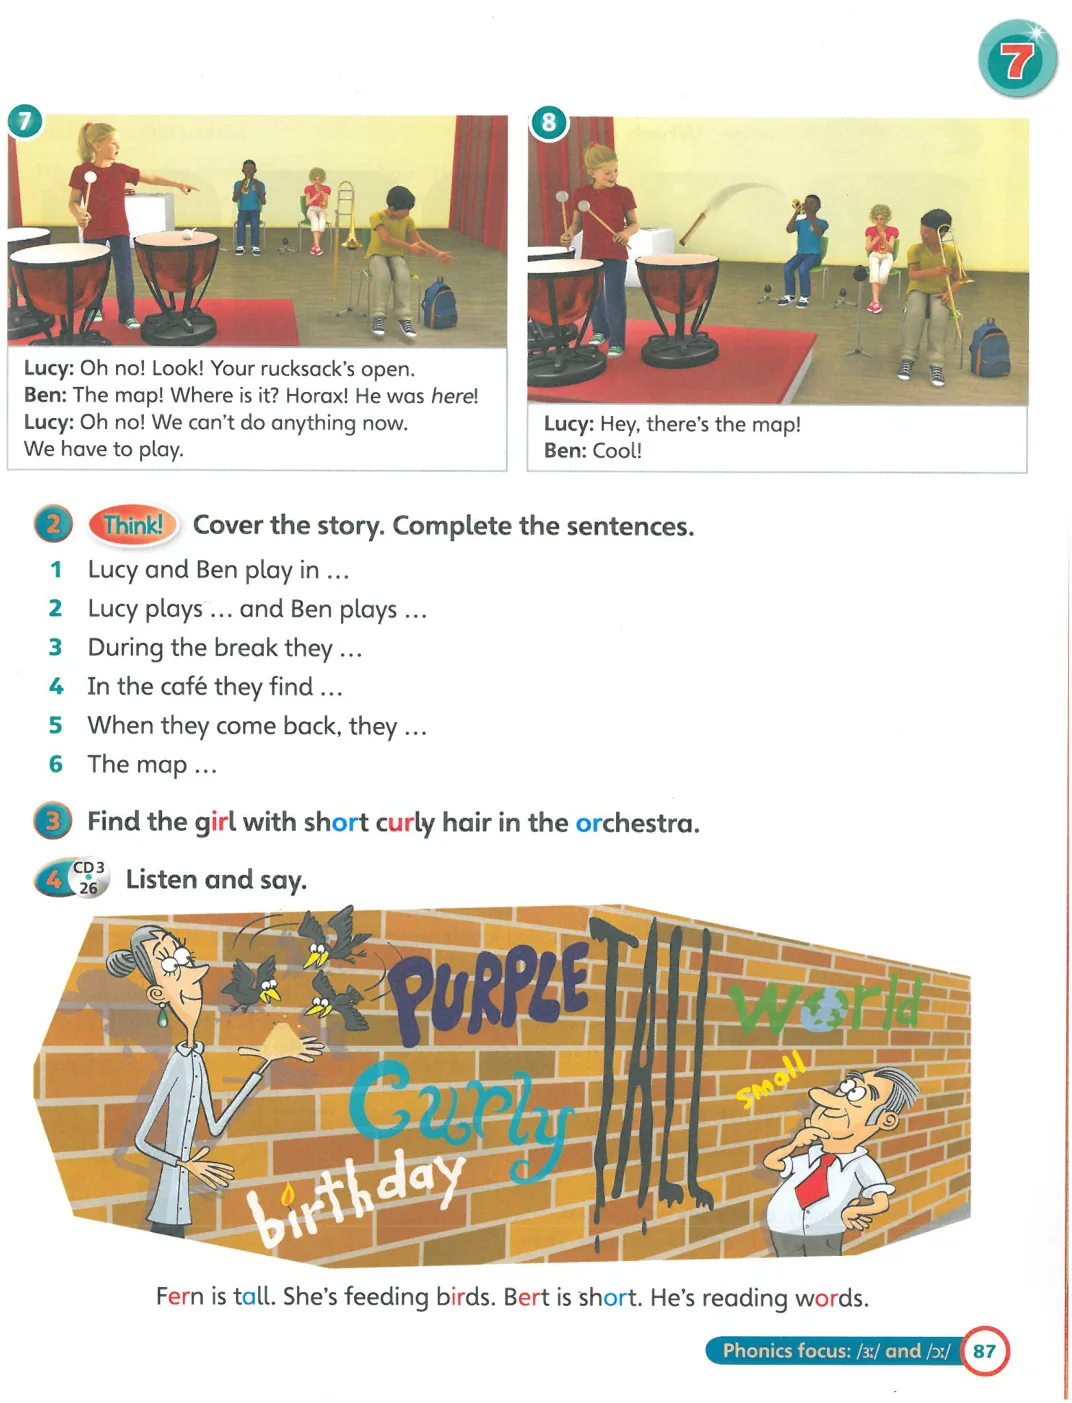 7
7
8
Lucy: Oh no! Look! Your rucksack's open.
Ben: The map! Where is it? Horax! He was here!
Lucy: Oh no! We can't do anything now.
We have to play.
Lucy: Hey, there's the map!
Ben: Cool!
2 Think! Cover the story. Complete the sentences.
1 Lucy and Ben play in ...
2 Lucy plays ... and Ben plays ...
3 During the break they ...
4 In the café they find ...
5 When they come back, they ...
6 The map ...
3 Find the girl with short curly hair in the orchestra.
4 CD3 26 Listen and say.
PURPLE
TALL
world
small
Curly
birthday
Fern is tall. She's feeding birds. Bert is short. He's reading words.
Phonics focus: /ɜː/ and /ɔː/ 87